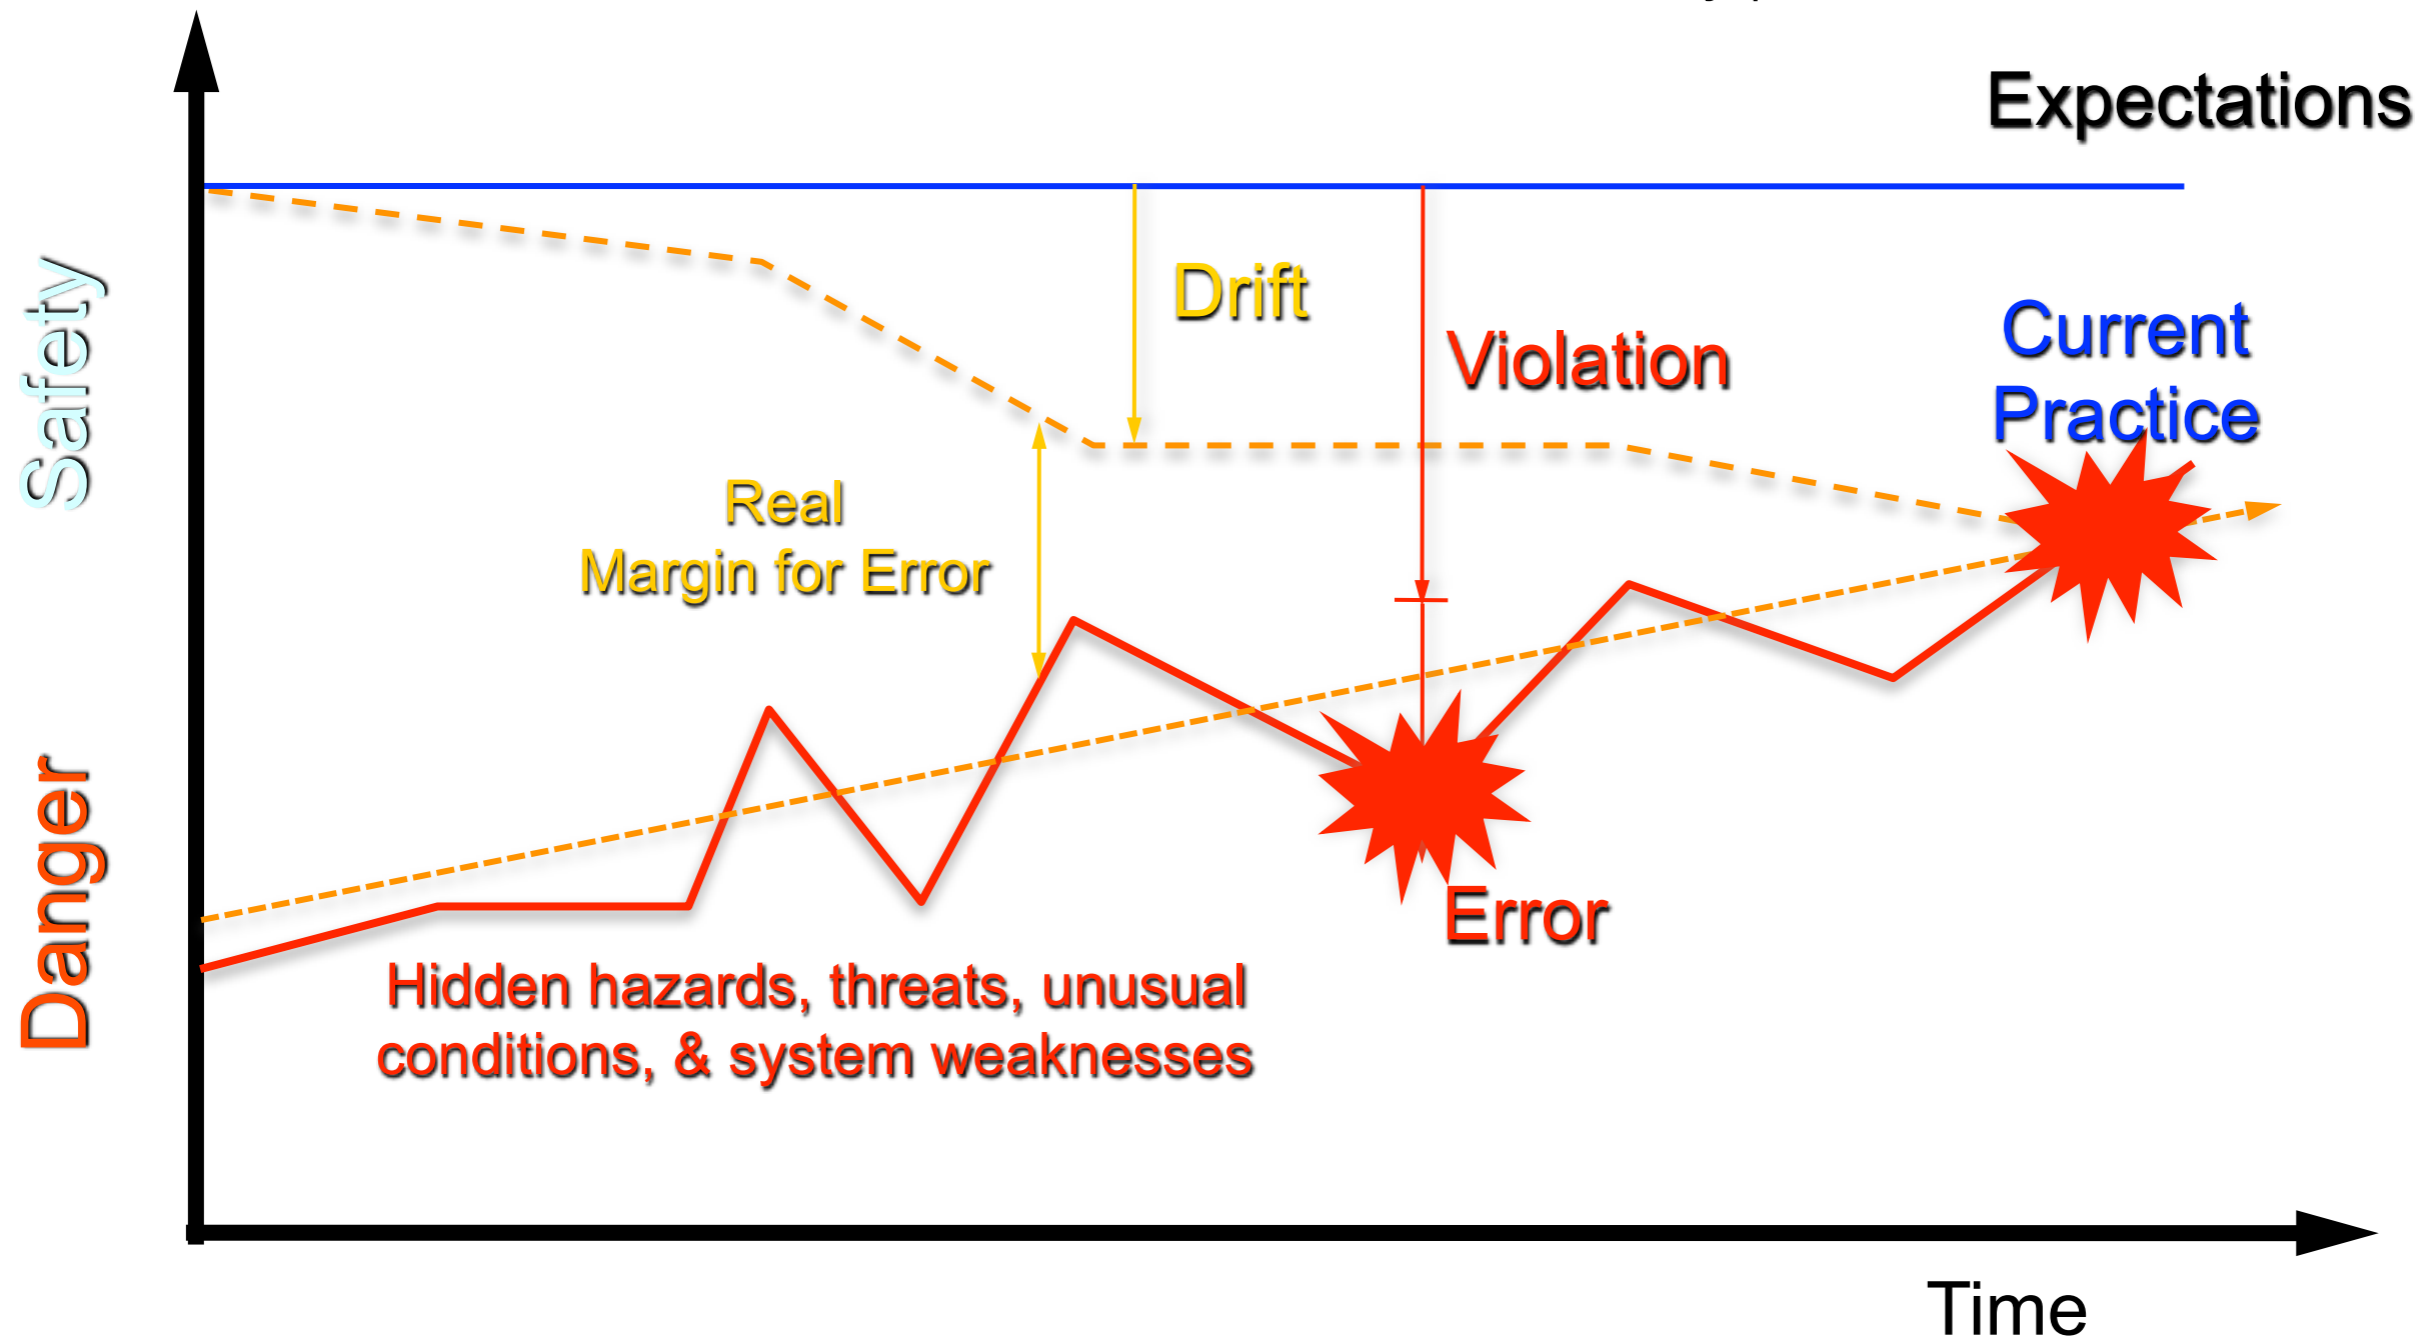 Expectations
Safety
Drift
Current
Practice
Violation
Real
Margin for Error
Danger
Error
Hidden hazards, threats, unusual
conditions, & system weaknesses
Time